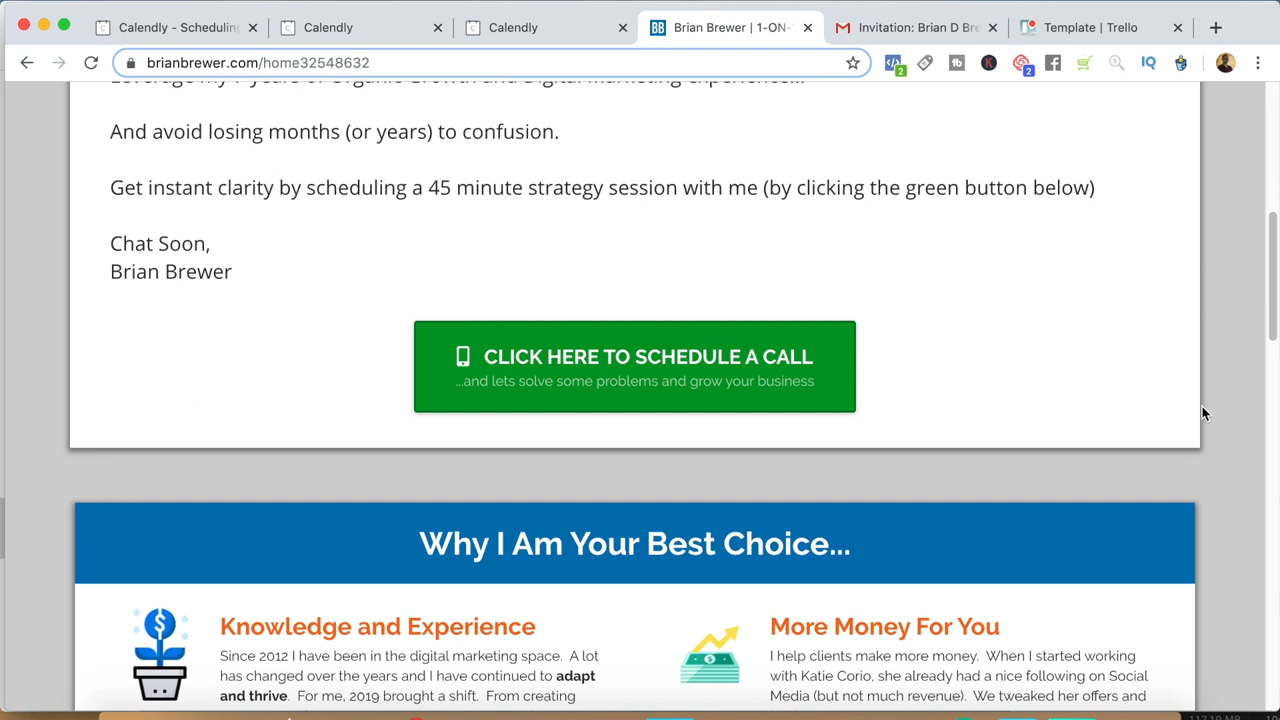 Calendly - Scheduling
Calendly
Calendly
BB Brian Brewer | 1-ON-
Invitation: Brian D Bre
Template | Trello
brianbrewer.com/home32548632
And avoid losing months (or years) to confusion.
Get instant clarity by scheduling a 45 minute strategy session with me (by clicking the green button below)
Chat Soon,
Brian Brewer
CLICK HERE TO SCHEDULE A CALL
...and lets solve some problems and grow your business
Why I Am Your Best Choice...
Knowledge and Experience
Since 2012 I have been in the digital marketing space. A lot
has changed over the years and I have continued to adapt
and thrive. For me, 2019 brought a shift. From creating
More Money For You
I help clients make more money. When I started working
with Katie Corio, she already had a nice following on Social
Media (but not much revenue). We tweaked her offers and